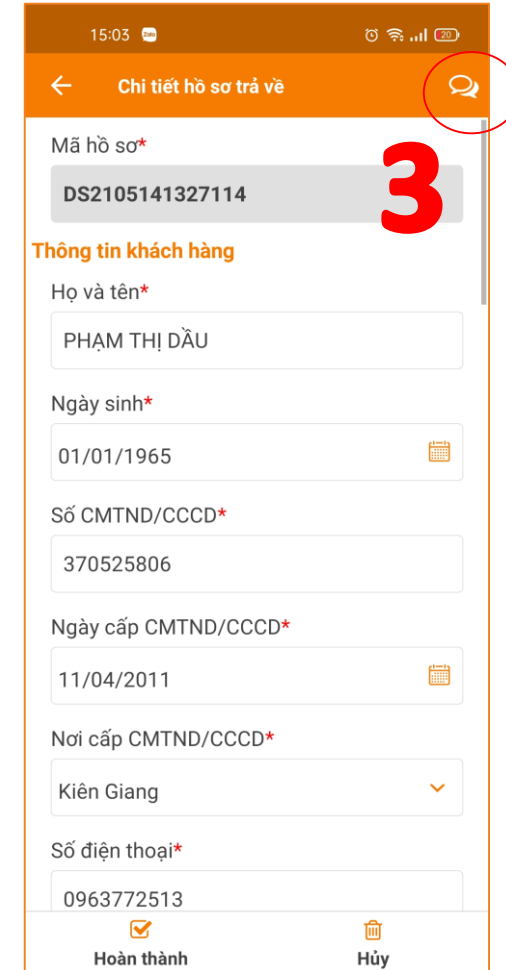 15:03 Zalo 20
Chi tiết hồ sơ trả về
Mã hồ sơ*
DS2105141327114
3
Thông tin khách hàng
Họ và tên*
PHẠM THỊ DẦU
Ngày sinh*
01/01/1965
Số CMTND/CCCD*
370525806
Ngày cấp CMTND/CCCD*
11/04/2011
Nơi cấp CMTND/CCCD*
Kiên Giang
Số điện thoại*
0963772513
Hoàn thành Hủy